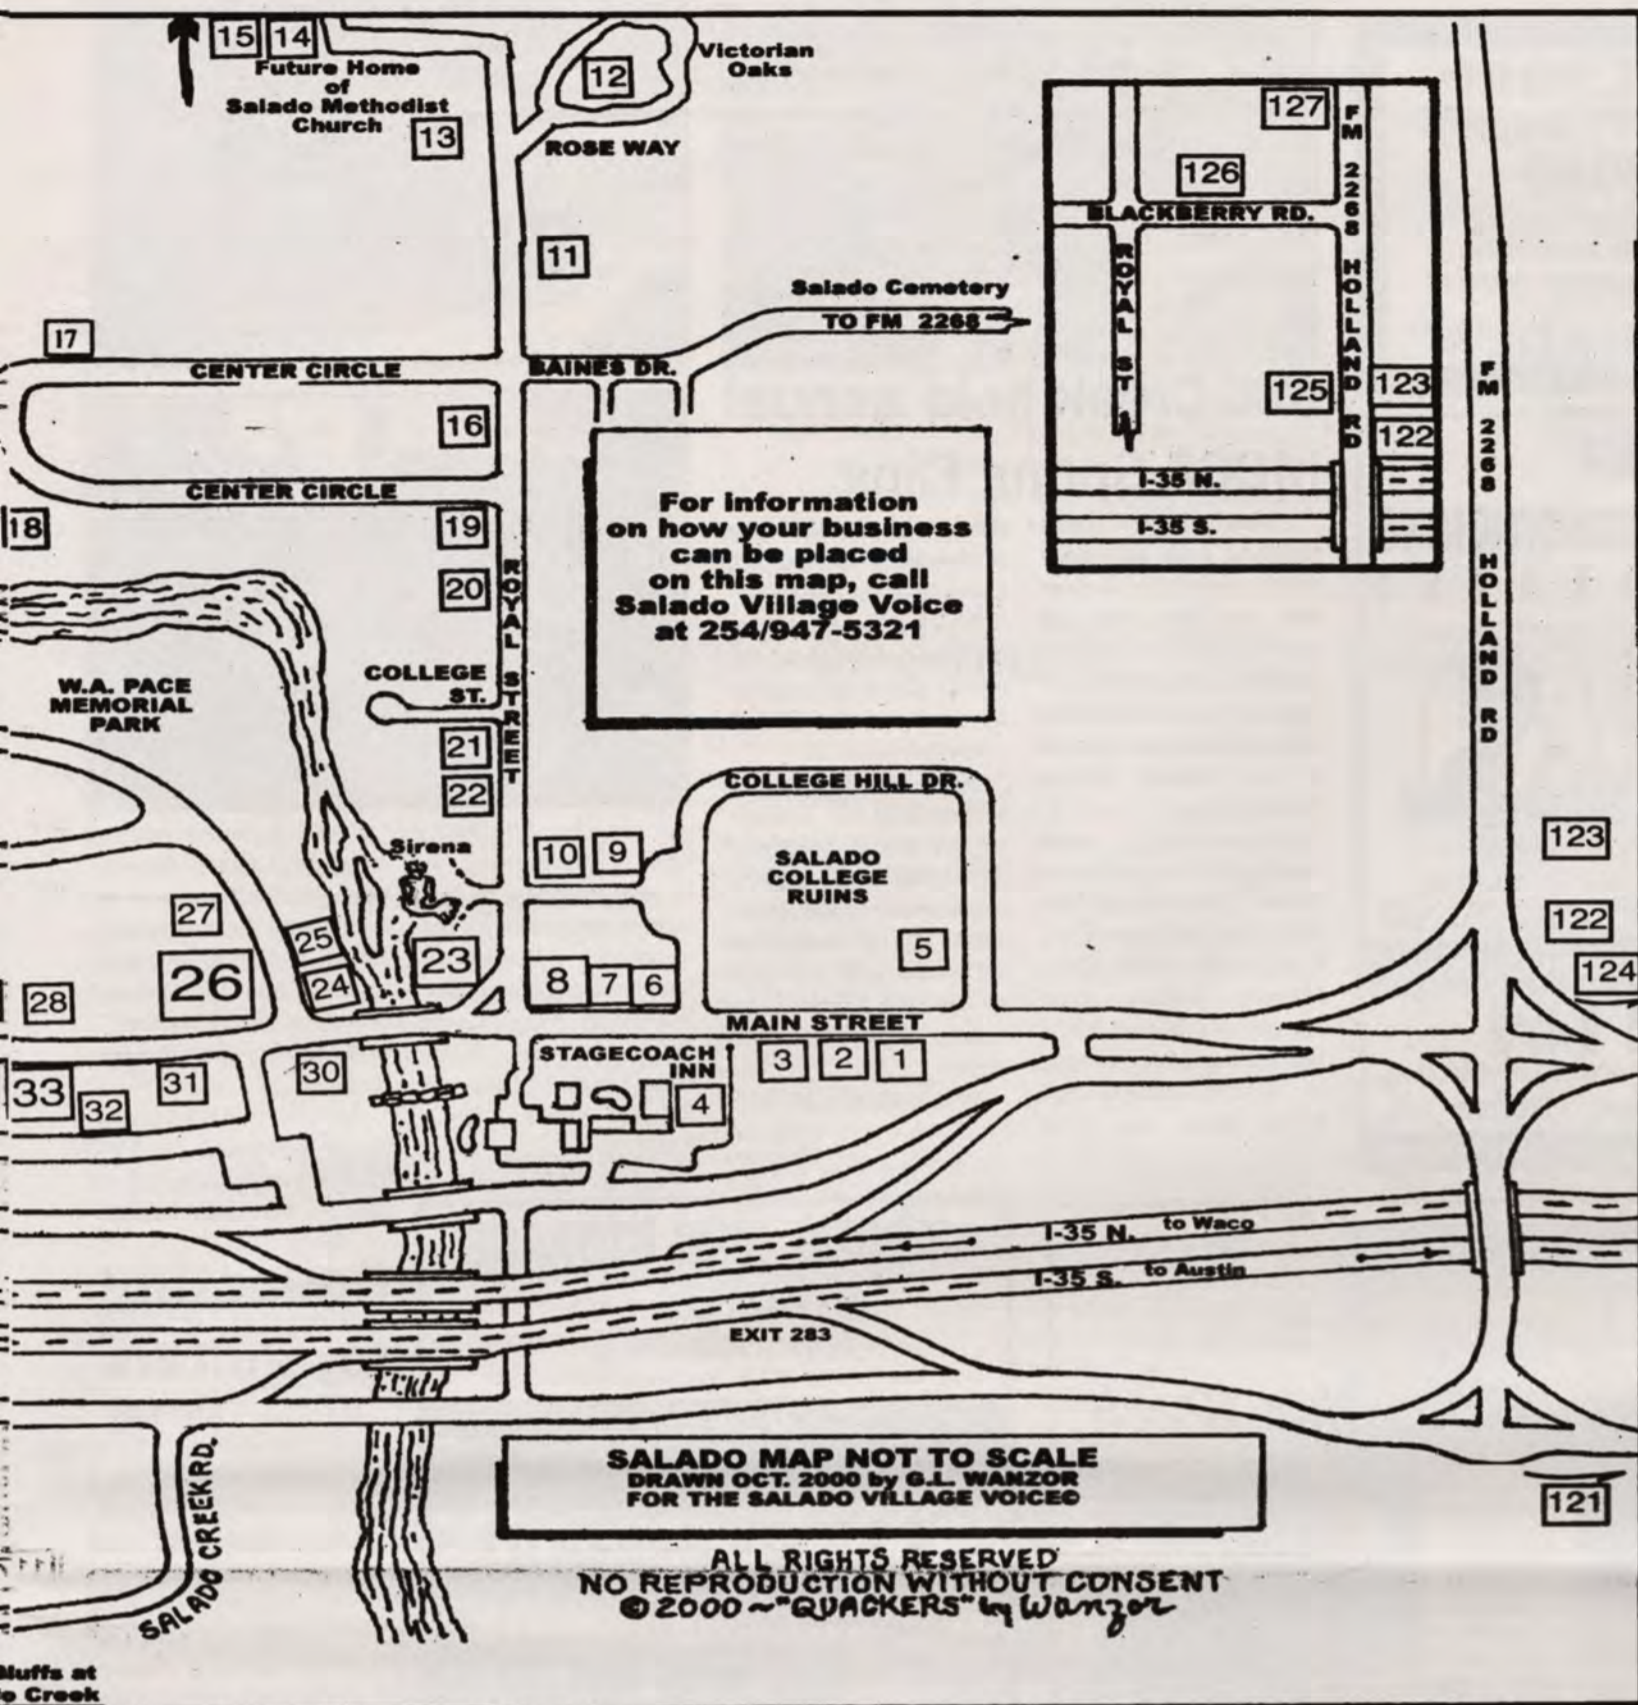 15 14
Future Home
of
Salado Methodist
Church
13
12
Victorian
Oaks
ROSE WAY
11
Salado Cemetery
TO FM 2268
17
CENTER CIRCLE
BAINES DR.
16
CENTER CIRCLE
18
19
20
ROYAL STREET
COLLEGE
ST.
21
22
W.A. PACE
MEMORIAL
PARK
For information
on how your business
can be placed
on this map, call
Salado Village Voice
at 254/947-5321
127
126
BLACKBERRY RD.
FM 2268 HOLLAND RD
ROYAL ST
125
123
122
I-35 N.
I-35 S.
FM 2268 HOLLAND RD
COLLEGE HILL DR.
Sirena
10 9
SALADO
COLLEGE
RUINS
5
27
25
26
24
23
28
8 7 6
123
122
124
MAIN STREET
STAGECOACH
INN
3 2 1
4
33
32
31
30
I-35 N. to Waco
I-35 S. to Austin
EXIT 283
SALADO CREEK RD.
SALADO MAP NOT TO SCALE
DRAWN OCT. 2000 by G.L. WANZOR
FOR THE SALADO VILLAGE VOICE©
121
ALL RIGHTS RESERVED
NO REPRODUCTION WITHOUT CONSENT
©2000~"QUACKERS" by Wanzor
luffs at
o Creek